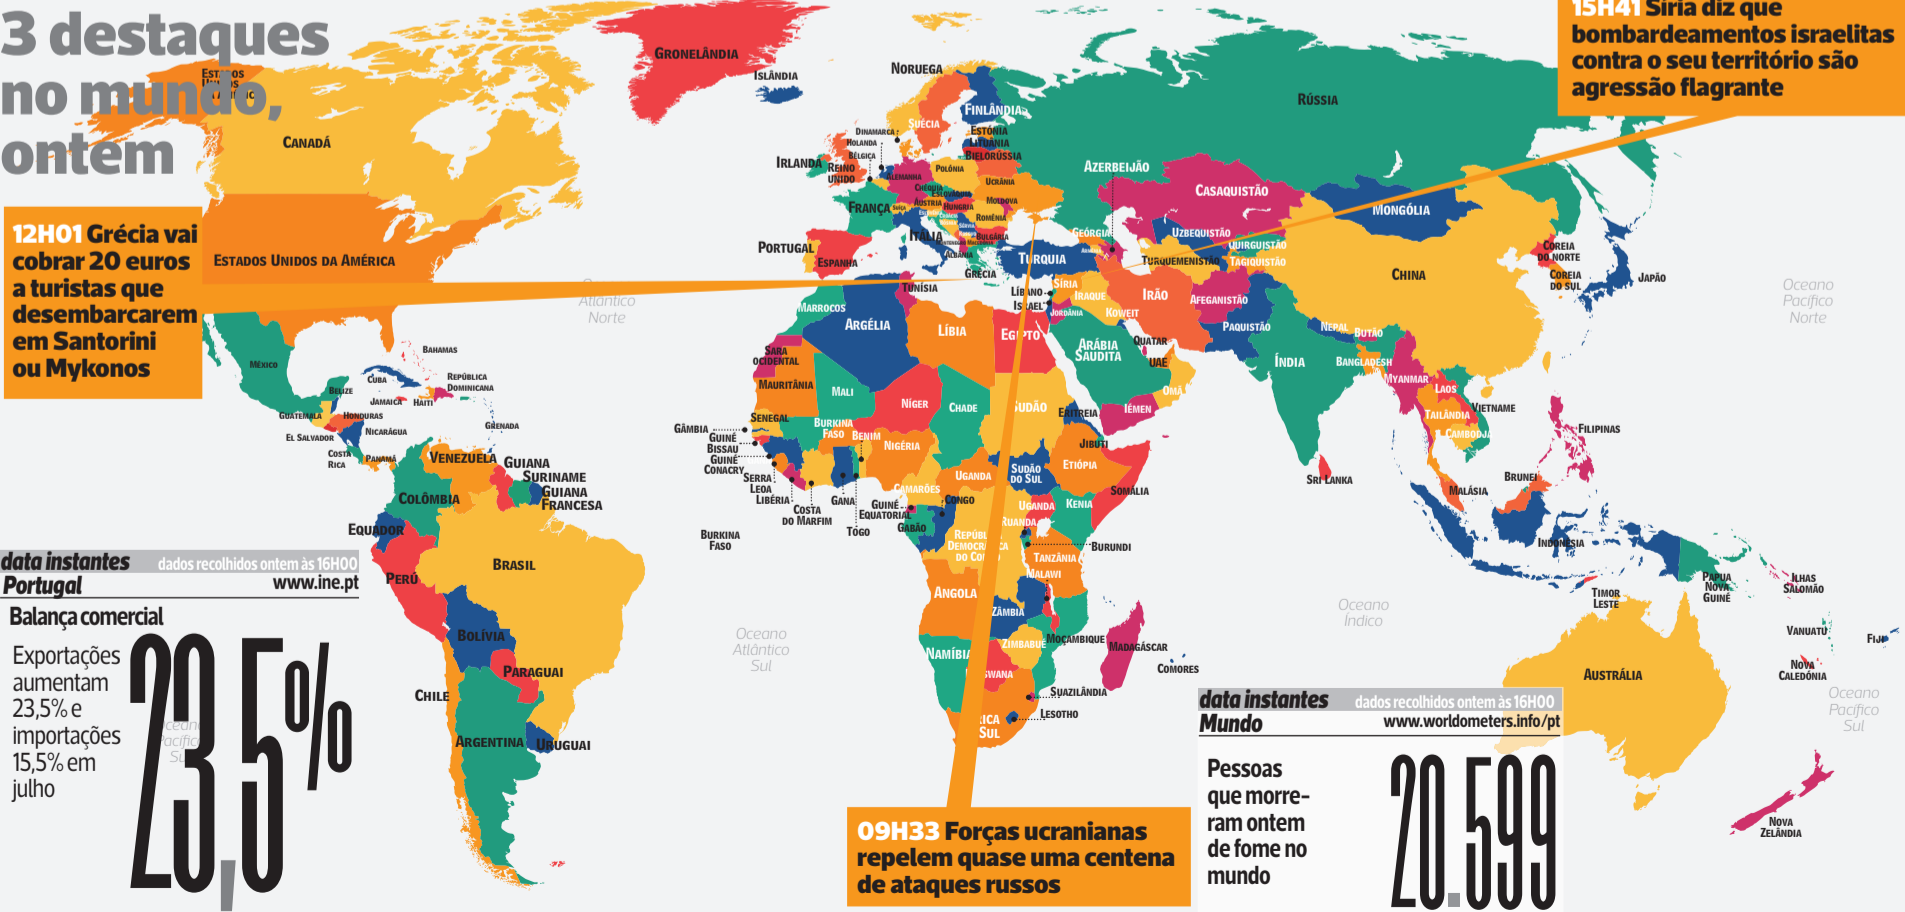 3 destaques
no mundo,
ontem
15H41 Síria diz que
bombardeamentos israelitas
contra o seu território são
agressão flagrante
12H01 Grécia vai
cobrar 20 euros
a turistas que
desembarcarem
em Santorini
ou Mykonos
09H33 Forças ucranianas
repelem quase uma centena
de ataques russos
data instantes dados recolhidos ontem às 16H00
Portugal www.ine.pt
Balança comercial
Exportações
aumentam
23,5% e
importações
15,5% em
julho
23,5%
data instantes dados recolhidos ontem às 16H00
Mundo www.worldometers.info/pt
Pessoas
que morre-
ram ontem
de fome no
mundo
20.599
GRONELÂNDIA
ISLÂNDIA
CANADÁ
ESTADOS UNIDOS DA AMÉRICA
Atlântico
Norte
MÉXICO
BAHAMAS
CUBA
REPÚBLICA
DOMINICANA
BELIZE
JAMAICA
HAITI
GUATEMALA
HONDURAS
GRENADA
EL SALVADOR
NICARÁGUA
COSTA
RICA
PANAMÁ
VENEZUELA
GUIANA
SURINAME
GUIANA
FRANCESA
COLÔMBIA
EQUADOR
PERÚ
BRASIL
BOLÍVIA
PARAGUAI
CHILE
ARGENTINA
URUGUAI
Oceano
Atlântico
Sul
NORUEGA
SUÉCIA
FINLÂNDIA
DINAMARCA
HOLANDA
BÉLGICA
ESTÓNIA
LITUÂNIA
BIELORÚSSIA
IRLANDA
REINO
UNIDO
ALEMANHA
POLÓNIA
UCRÂNIA
CHÉQUIA
ESLOVÁQUIA
FRANÇA
SUÍÇA
ÁUSTRIA
HUNGRIA
MOLDOVA
ROMÉNIA
SÉRVIA
BULGÁRIA
ITÁLIA
ALBÂNIA
PORTUGAL
ESPANHA
GRÉCIA
TURQUIA
RÚSSIA
AZERBEIJÃO
GEÓRGIA
CASAQUISTÃO
UZBEQUISTÃO
QUIRGUISTÃO
TURQUEMENISTÃO
TAGIQUISTÃO
MONGÓLIA
CHINA
COREIA
DO NORTE
COREIA
DO SUL
JAPÃO
Oceano
Pacífico
Norte
LÍBANO
ISRAEL
SÍRIA
IRAQUE
JORDÂNIA
KOWEIT
IRÃO
AFEGANISTÃO
PAQUISTÃO
NEPAL
BUTÃO
QUATAR
UAE
ARÁBIA
SAUDITA
OMÃ
IÉMEN
ÍNDIA
BANGLADESH
MYANMAR
LAOS
TAILÂNDIA
VIETNAME
CAMBODJA
FILIPINAS
SRI LANKA
MALÁSIA
BRUNEI
INDONÉSIA
TIMOR
LESTE
PAPUA
NOVA
GUINÉ
ILHAS
SALOMÃO
VANUATU
FIJI
NOVA
CALEDÓNIA
AUSTRÁLIA
NOVA
ZELÂNDIA
Oceano
Pacífico
Sul
Oceano
Índico
MARROCOS
TUNÍSIA
ARGÉLIA
LÍBIA
EGIPTO
SARA
OCIDENTAL
MAURITÂNIA
MALI
NÍGER
CHADE
SUDÃO
ERITREIA
JIBUTI
SENEGAL
GÂMBIA
GUINÉ
BISSAU
GUINÉ
CONACRY
SERRA
LEOA
LIBÉRIA
COSTA
DO MARFIM
BURKINA
FASO
BENIM
GANA
TOGO
NIGÉRIA
CAMARÕES
UGANDA
SUDÃO
DO SUL
ETIÓPIA
SOMÁLIA
BURKINA
FASO
GUINÉ
EQUATORIAL
GABÃO
CONGO
UGANDA
KENIA
RUANDA
BURUNDI
TANZÂNIA
MALAWI
ANGOLA
ZÂMBIA
ZIMBABUÉ
MOÇAMBIQUE
MADAGÁSCAR
COMORES
NAMÍBIA
SUAZILÂNDIA
LESOTHO
SUL